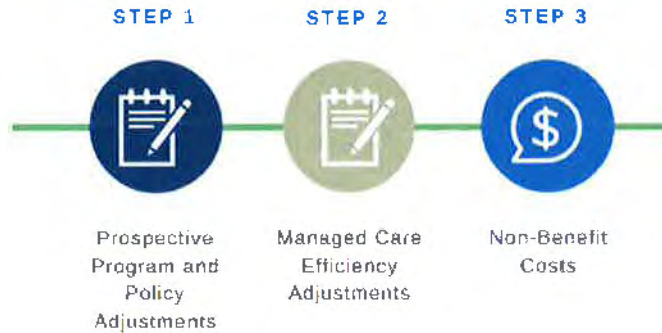 STEP 1
STEP 2
STEP 3
$
Prospective
Program and
Policy
Adjustments
Managed Care
Efficiency
Adjustments
Non-Benefit
Costs